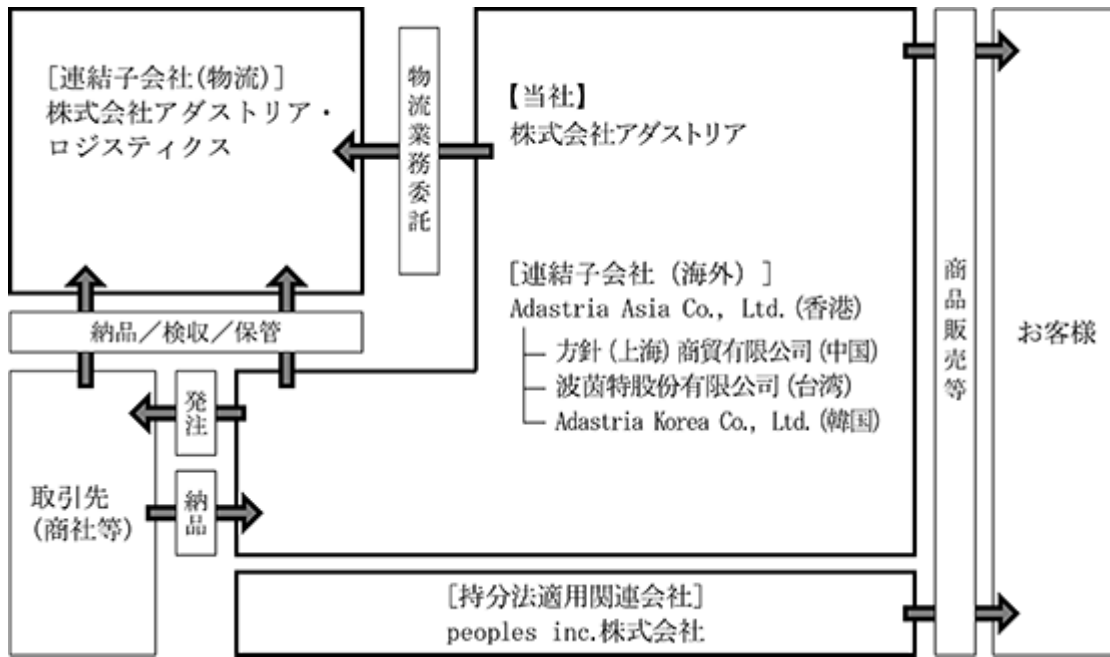 [連結子会社(物流)]
株式会社アダストリア・
ロジスティクス
物流業務委託
【当社】
株式会社アダストリア
[連結子会社(海外)]
Adastria Asia Co., Ltd.(香港)
方針(上海)商貿有限公司(中国)
波茵特股份有限公司(台湾)
Adastria Korea Co., Ltd.(韓国)
商品販売等
お客様
納品/検収/保管
発注
納品
取引先
(商社等)
[持分法適用関連会社]
peoples inc.株式会社